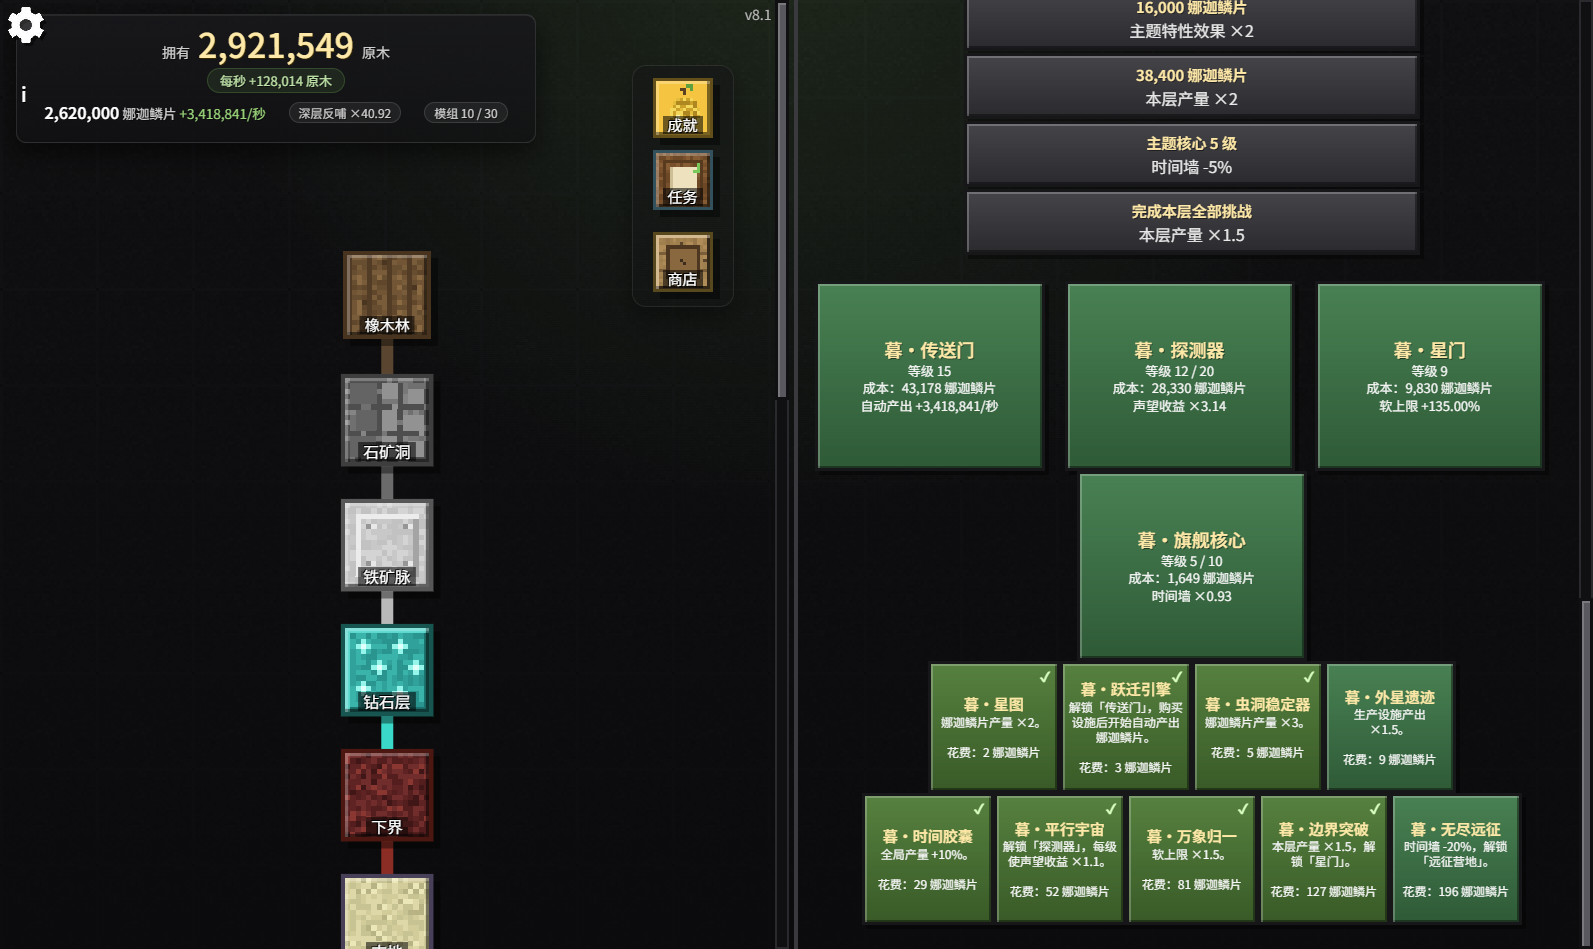 拥有 2,921,549 原木
每秒 +128,014 原木
i
2,620,000 娜迦鳞片 +3,418,841/秒
深层反哺 ×40.92
模组 10 / 30
v8.1
成就
任务
商店
橡木林
石矿洞
铁矿脉
钻石层
下界
16,000 娜迦鳞片
主题特性效果 ×2
38,400 娜迦鳞片
本层产量 ×2
主题核心 5 级
时间墙 -5%
完成本层全部挑战
本层产量 ×1.5
暮·传送门
等级 15
成本：43,178 娜迦鳞片
自动产出 +3,418,841/秒
暮·探测器
等级 12 / 20
成本：28,330 娜迦鳞片
声望收益 ×3.14
暮·星门
等级 9
成本：9,830 娜迦鳞片
软上限 +135.00%
暮·旗舰核心
等级 5 / 10
成本：1,649 娜迦鳞片
时间墙 ×0.93
暮·星图
娜迦鳞片产量 ×2。
花费：2 娜迦鳞片
暮·跃迁引擎
解锁「传送门」，购买
设施后开始自动产出
娜迦鳞片。
花费：3 娜迦鳞片
暮·虫洞稳定器
娜迦鳞片产量 ×3。
花费：5 娜迦鳞片
暮·外星遗迹
生产设施产出
×1.5。
花费：9 娜迦鳞片
暮·时间胶囊
全局产量 +10%。
花费：29 娜迦鳞片
暮·平行宇宙
解锁「探测器」，每级
使声望收益 ×1.1。
花费：52 娜迦鳞片
暮·万象归一
软上限 ×1.5。
花费：81 娜迦鳞片
暮·边界突破
本层产量 ×1.5，解
锁「星门」。
花费：127 娜迦鳞片
暮·无尽远征
时间墙 -20%，解锁
「远征营地」。
花费：196 娜迦鳞片